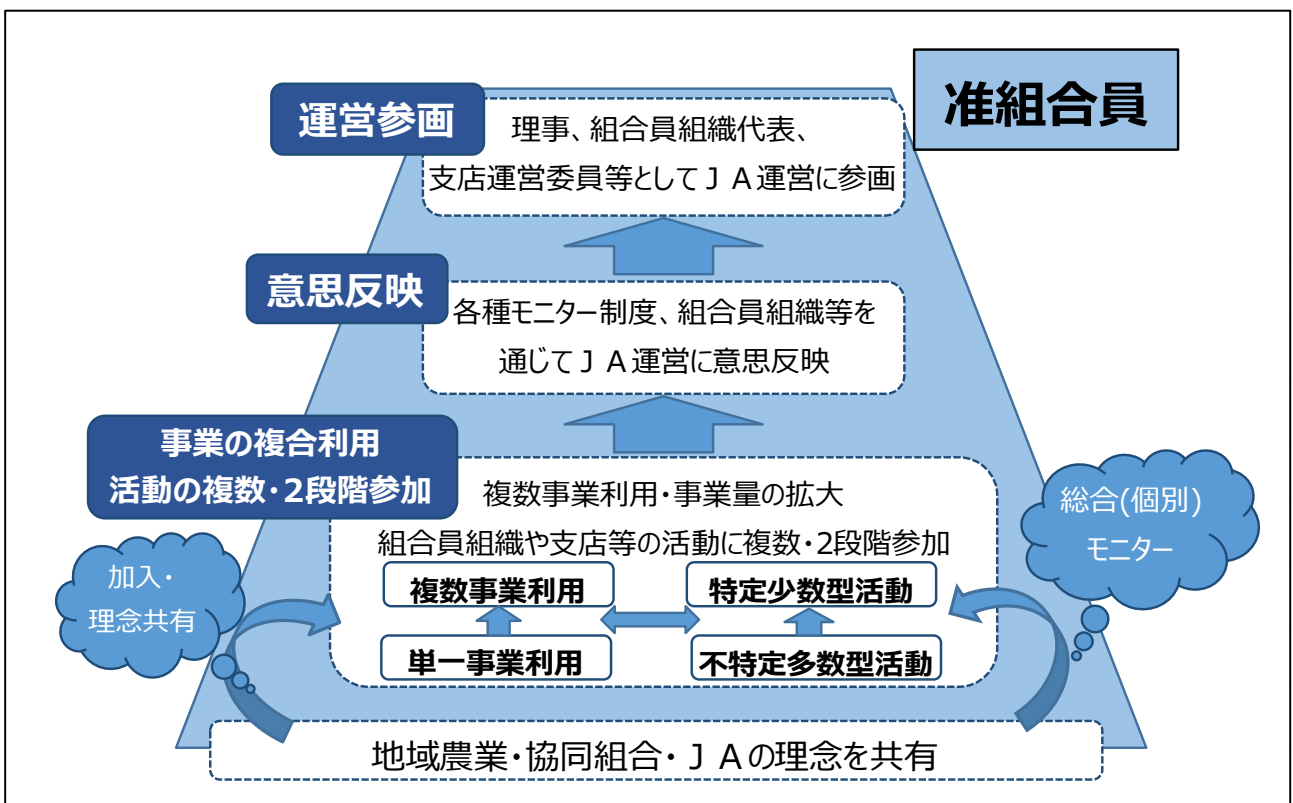 准組合員
運営参画
理事、組合員組織代表、
支店運営委員等としてＪＡ運営に参画
意思反映
各種モニター制度、組合員組織等を
通じてＪＡ運営に意思反映
事業の複合利用
活動の複数・2段階参加
複数事業利用・事業量の拡大
組合員組織や支店等の活動に複数・2段階参加
複数事業利用
特定少数型活動
単一事業利用
不特定多数型活動
加入・
理念共有
総合(個別)
モニター
地域農業・協同組合・ＪＡの理念を共有